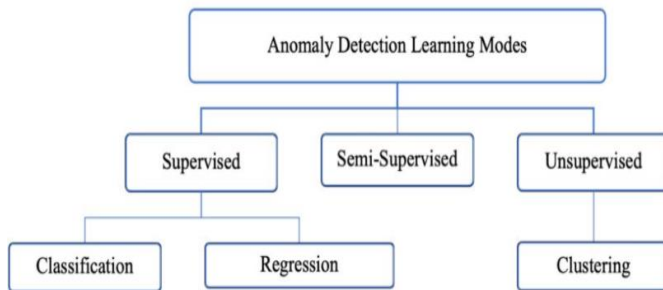 Anomaly Detection Learning Modes
Supervised
Semi-Supervised
Unsupervised
Classification
Regression
Clustering